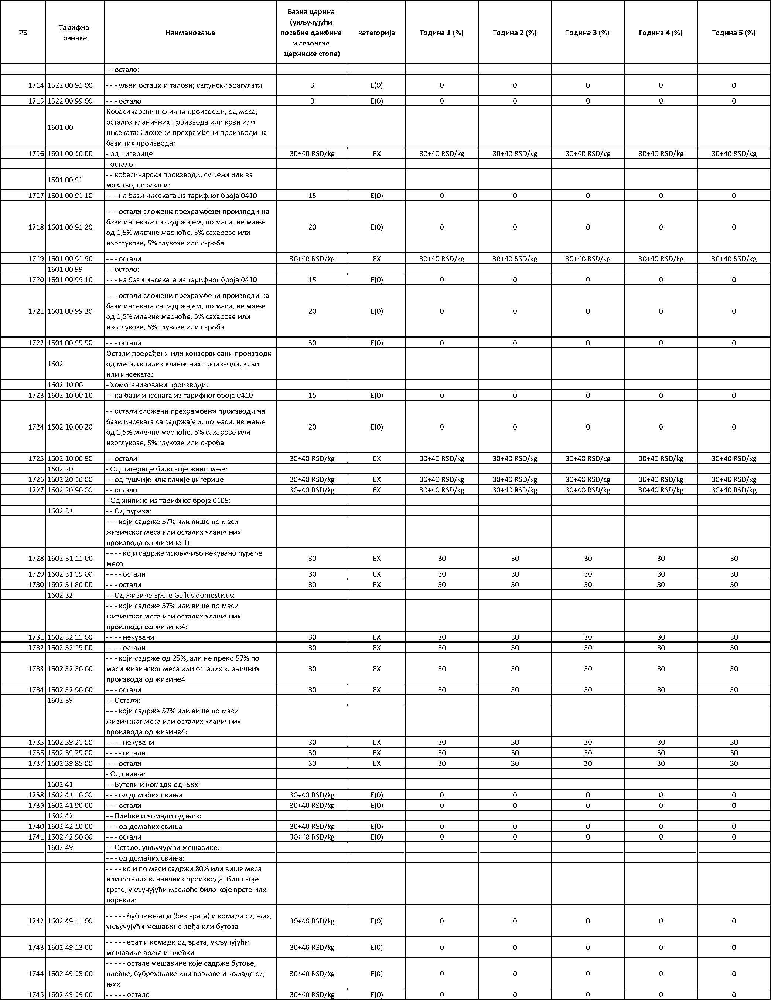 РБ Тарифна ознака Наименовање Базна царина (укључујући посебне дажбине и сезонске царинске стопе) категорија Година 1 (%) Година 2 (%) Година 3 (%) Година 4 (%) Година 5 (%)
- - остало:
1714 1522 00 91 00 - - - уљни остаци и талози; сапунски коагулати 3 E(0) 0 0 0 0 0
1715 1522 00 99 00 - - - остало 3 E(0) 0 0 0 0 0
1601 00 Кобасичарски и слични производи, од меса,
осталих кланичних производа или крви или
инсеката; Сложени прехрамбени производи на
бази тих производа:
1716 1601 00 10 00 - од џигерице 30+40 RSD/kg EX 30+40 RSD/kg 30+40 RSD/kg 30+40 RSD/kg 30+40 RSD/kg 30+40 RSD/kg
- остало:
1601 00 91 - - кобасичарски производи, сушени или за
мазање, некувани:
1717 1601 00 91 10 - - - на бази инсеката из тарифног броја 0410 15 E(0) 0 0 0 0 0
1718 1601 00 91 20 - - - остали сложени прехрамбени производи на
бази инсеката са садржајем, по маси, не мање
од 1,5% млечне масноће, 5% сахарозе или
изоглукозе, 5% глукозе или скроба 20 E(0) 0 0 0 0 0
1719 1601 00 91 90 - - - остали 30+40 RSD/kg EX 30+40 RSD/kg 30+40 RSD/kg 30+40 RSD/kg 30+40 RSD/kg 30+40 RSD/kg
1601 00 99 - - остало:
1720 1601 00 99 10 - - - на бази инсеката из тарифног броја 0410 15 E(0) 0 0 0 0 0
1721 1601 00 99 20 - - - остали сложени прехрамбени производи на
бази инсеката са садржајем, по маси, не мање
од 1,5% млечне масноће, 5% сахарозе или
изоглукозе, 5% глукозе или скроба 20 E(0) 0 0 0 0 0
1722 1601 00 99 90 - - - остали 30 E(0) 0 0 0 0 0
1602 Остали прерађени или конзервисани производи
од меса, осталих кланичних производа, крви
или инсеката:
1602 10 00 - Хомогенизовани производи:
1723 1602 10 00 10 - - на бази инсеката из тарифног броја 0410 15 E(0) 0 0 0 0 0
1724 1602 10 00 20 - - остали сложени прехрамбени производи на
бази инсеката са садржајем, по маси, не мање
од 1,5% млечне масноће, 5% сахарозе или
изоглукозе, 5% глукозе или скроба 20 E(0) 0 0 0 0 0
1725 1602 10 00 90 - - остали 30+40 RSD/kg EX 30+40 RSD/kg 30+40 RSD/kg 30+40 RSD/kg 30+40 RSD/kg 30+40 RSD/kg
1602 20 - Од џигерице било које животиње:
1726 1602 20 10 00 - - од гушчије или пачије џигерице 30+40 RSD/kg EX 30+40 RSD/kg 30+40 RSD/kg 30+40 RSD/kg 30+40 RSD/kg 30+40 RSD/kg
1727 1602 20 90 00 - - остало 30+40 RSD/kg EX 30+40 RSD/kg 30+40 RSD/kg 30+40 RSD/kg 30+40 RSD/kg 30+40 RSD/kg
- Од живине из тарифног броја 0105:
1602 31 - - Од ћурака:
- - - који садрже 57% или више по маси
живинског меса или осталих кланичних
производа од живине[1]:
1728 1602 31 11 00 - - - - који садрже искључиво некувано ћуреће
месо 30 EX 30 30 30 30 30
1729 1602 31 19 00 - - - - остали 30 EX 30 30 30 30 30
1730 1602 31 80 00 - - - остали 30 EX 30 30 30 30 30
1602 32 - - Од живине врсте Gallus domesticus:
- - - који садрже 57% или више по маси
живинског меса или осталих кланичних
производа од живине4:
1731 1602 32 11 00 - - - - некувани 30 EX 30 30 30 30 30
1732 1602 32 19 00 - - - - остали 30 EX 30 30 30 30 30
1733 1602 32 30 00 - - - који садрже од 25%, али не преко 57% по
маси живинског меса или осталих кланичних
производа од живине4 30 EX 30 30 30 30 30
1734 1602 32 90 00 - - - остали 30 EX 30 30 30 30 30
1602 39 - - Остали:
- - - који садрже 57% или више по маси
живинског меса или осталих кланичних
производа од живине4:
1735 1602 39 21 00 - - - - некувани 30 EX 30 30 30 30 30
1736 1602 39 29 00 - - - - остали 30 EX 30 30 30 30 30
1737 1602 39 85 00 - - - остали 30 EX 30 30 30 30 30
- Од свиња:
1602 41 - - Бутови и комади од њих:
1738 1602 41 10 00 - - - од домаћих свиња 30+40 RSD/kg E(0) 0 0 0 0 0
1739 1602 41 90 00 - - - остали 30+40 RSD/kg E(0) 0 0 0 0 0
1602 42 - - Плећке и комади од њих:
1740 1602 42 10 00 - - - од домаћих свиња 30+40 RSD/kg E(0) 0 0 0 0 0
1741 1602 42 90 00 - - - остали 30+40 RSD/kg E(0) 0 0 0 0 0
1602 49 - - Остало, укључујући мешавине:
- - - од домаћих свиња:
- - - - који по маси садржи 80% или више меса
или осталих кланичних производа, било које
врсте, укључујући масноће било које врсте или
порекла:
1742 1602 49 11 00 - - - - - бубрежњаци (без врата) и комади од њих,
укључујући мешавине леђа или бутова 30+40 RSD/kg E(0) 0 0 0 0 0
1743 1602 49 13 00 - - - - - врат и комади од врата, укључујући
мешавине врата и плећки 30+40 RSD/kg E(0) 0 0 0 0 0
1744 1602 49 15 00 - - - - - остале мешавине које садрже бутове,
плећке, бубрежњаке или вратове и комаде од
њих 30+40 RSD/kg E(0) 0 0 0 0 0
1745 1602 49 19 00 - - - - - остало 30+40 RSD/kg E(0) 0 0 0 0 0